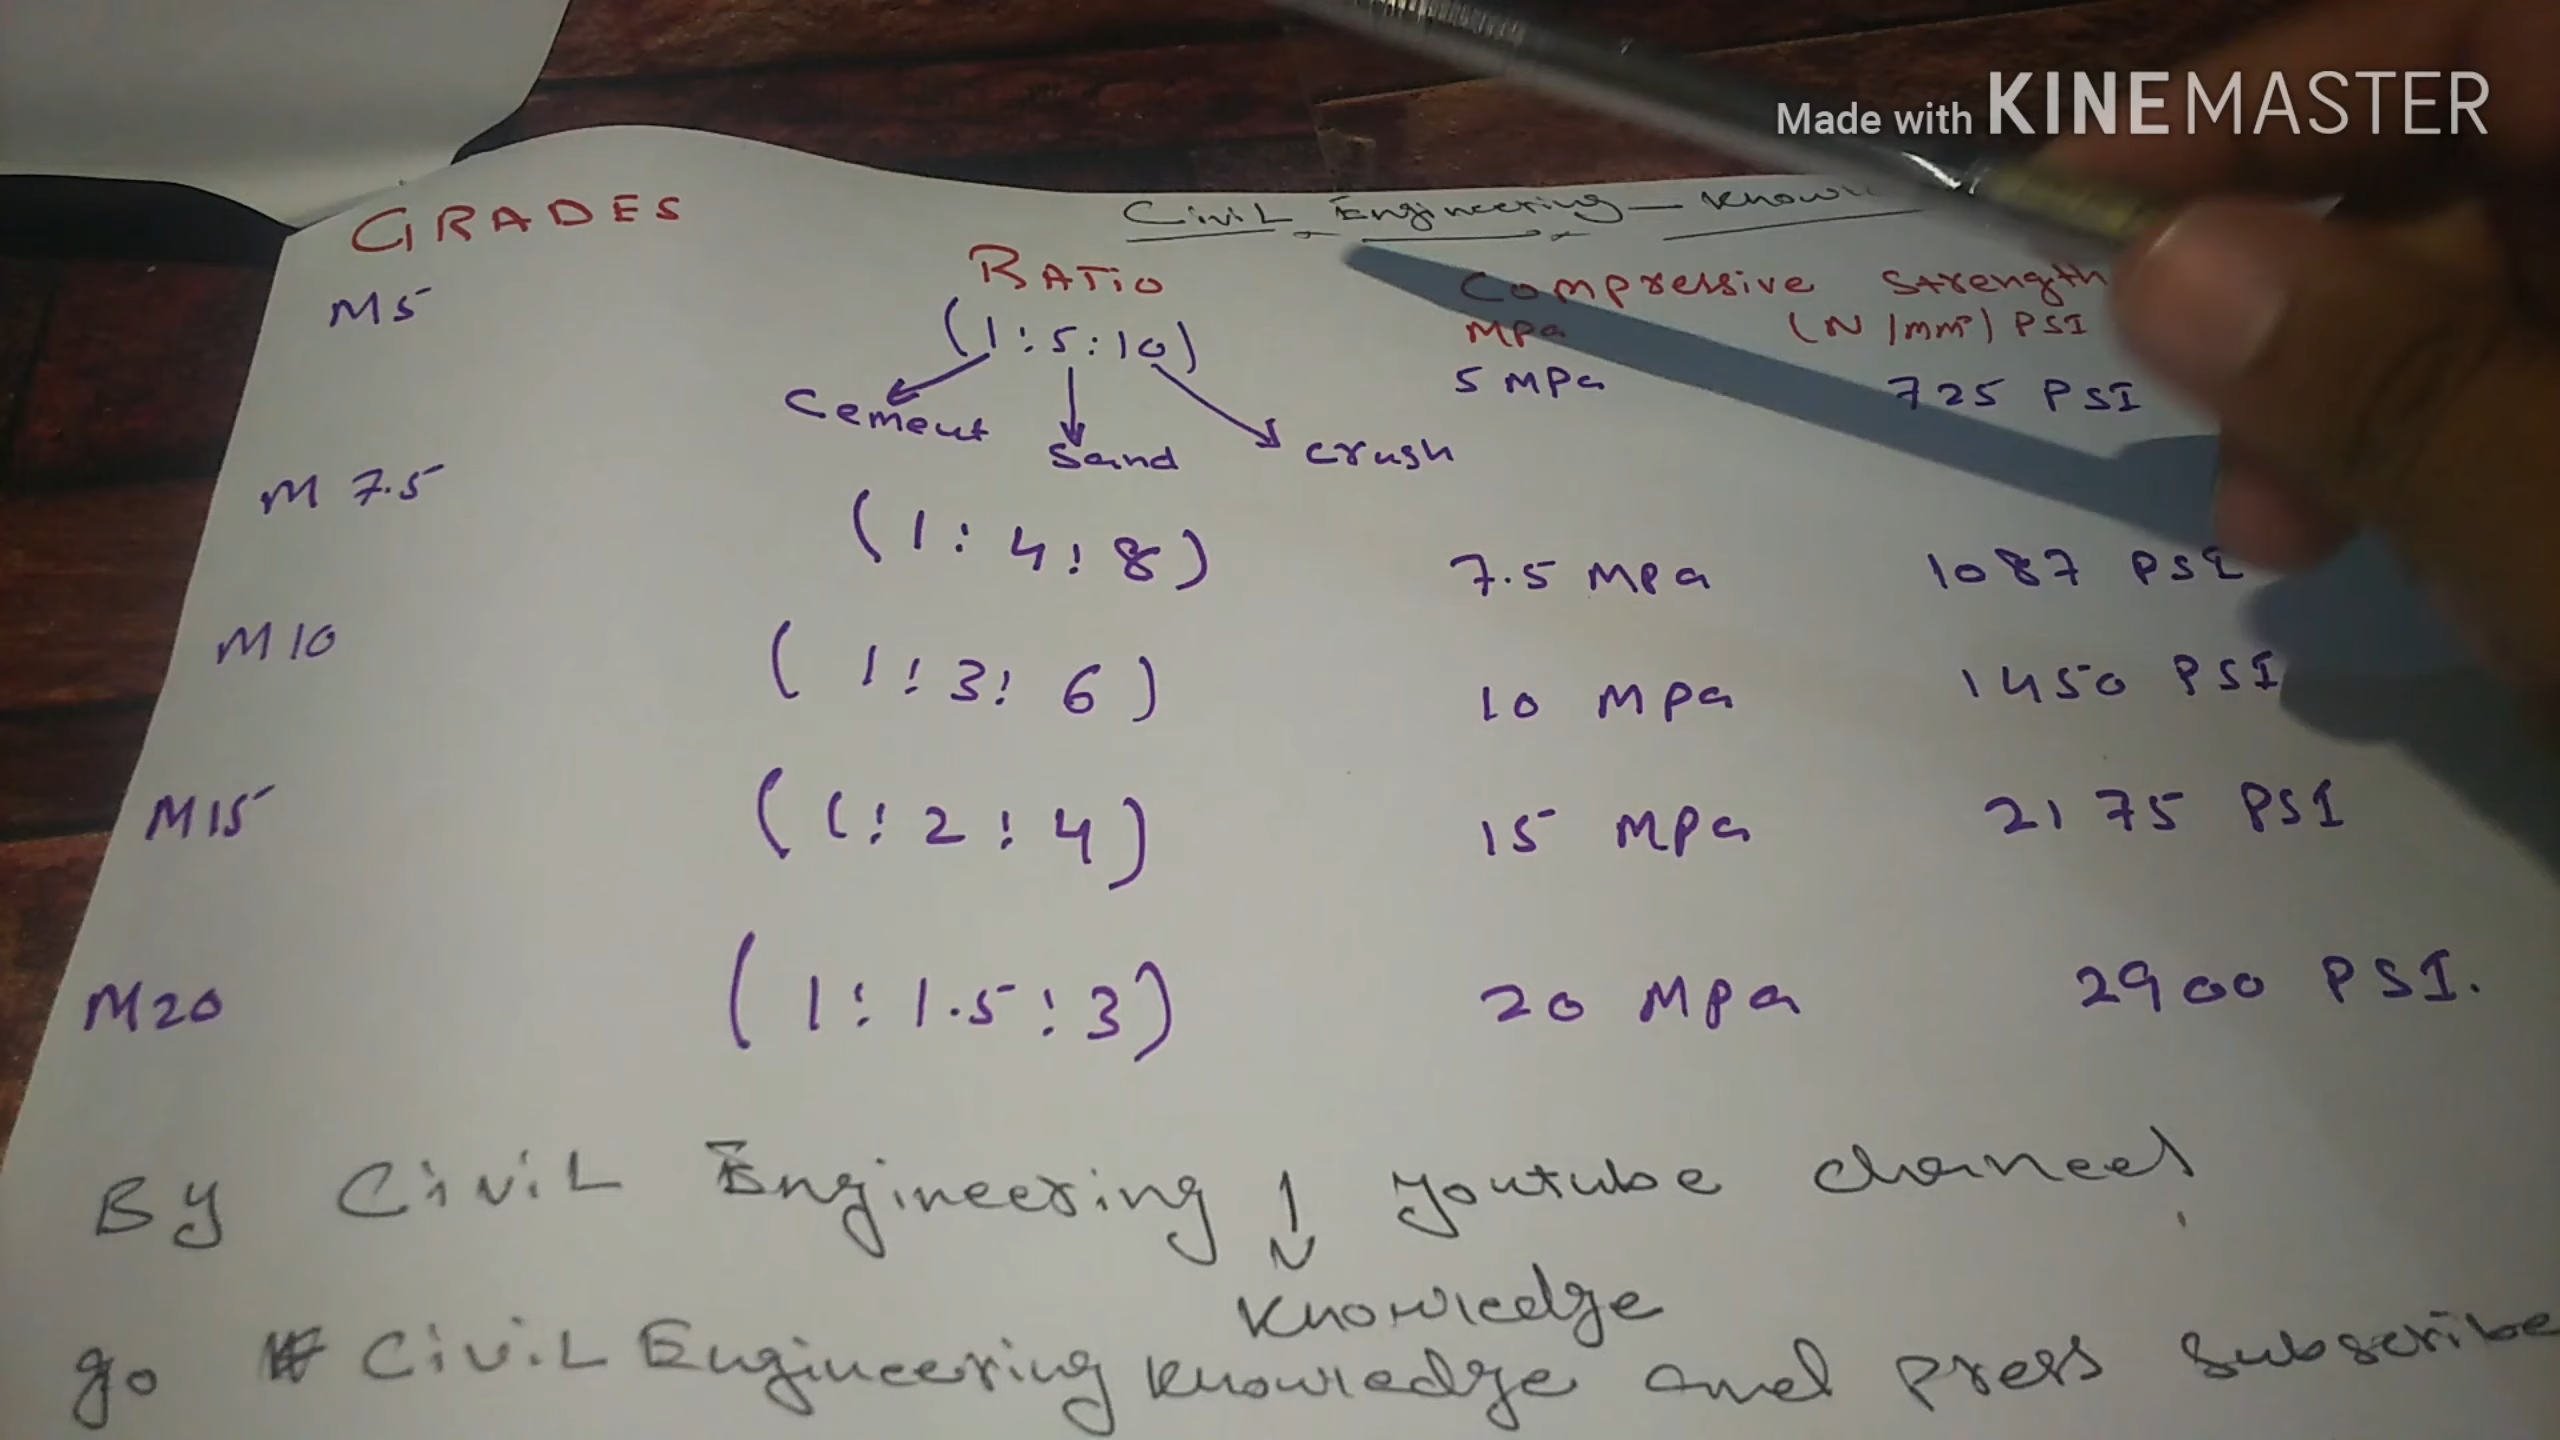 Made with KINEMASTER
Civil Engineering –
GRADES
RATio
Compressive Strength
MPa (N/mm²) PSI
M5 (1:5:10) 5 MPa 725 PSI
Cement Sand crush
M 7.5 (1:4:8) 7.5 MPa 1087 PSI
M10 (1:3:6) 10 MPa 1450 PSI
M15 (1:2:4) 15 MPa 2175 PSI
M20 (1:1.5:3) 20 MPa 2900 PSI.
By Civil Engineering Youtube channel
Knowledge
go Civil Engineering Knowledge and press subscribe